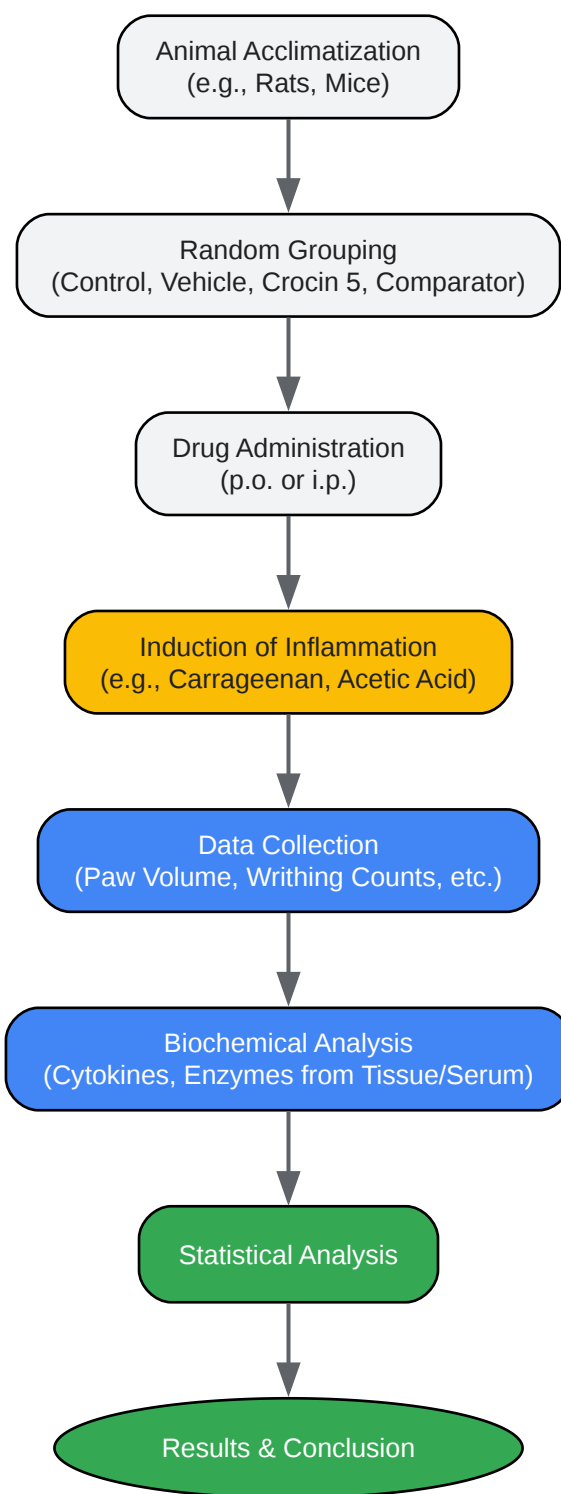 Animal Acclimatization
(e.g., Rats, Mice)
Random Grouping
(Control, Vehicle, Crocin 5, Comparator)
Drug Administration
(p.o. or i.p.)
Induction of Inflammation
(e.g., Carrageenan, Acetic Acid)
Data Collection
(Paw Volume, Writhing Counts, etc.)
Biochemical Analysis
(Cytokines, Enzymes from Tissue/Serum)
Statistical Analysis
Results & Conclusion